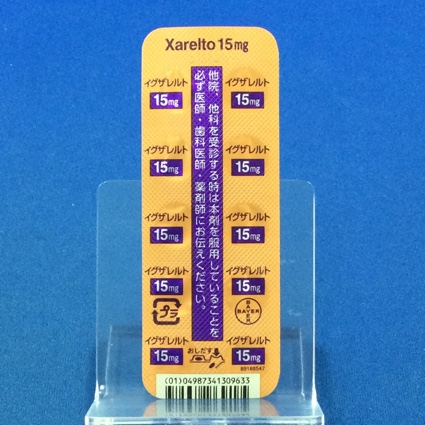 Xarelto 15mg
イグザレルト
15mg
イグザレルト
15mg
他院、他科を受診する時は本剤を服用していることを
必ず医師・歯科医師・薬剤師にお伝えください。
イグザレルト
15mg
イグザレルト
15mg
イグザレルト
15mg
イグザレルト
15mg
イグザレルト
15mg
イグザレルト
15mg
プラ
BAYER
BAYER
イグザレルト
15mg
おしだす
イグザレルト
15mg
(01)04987341309633